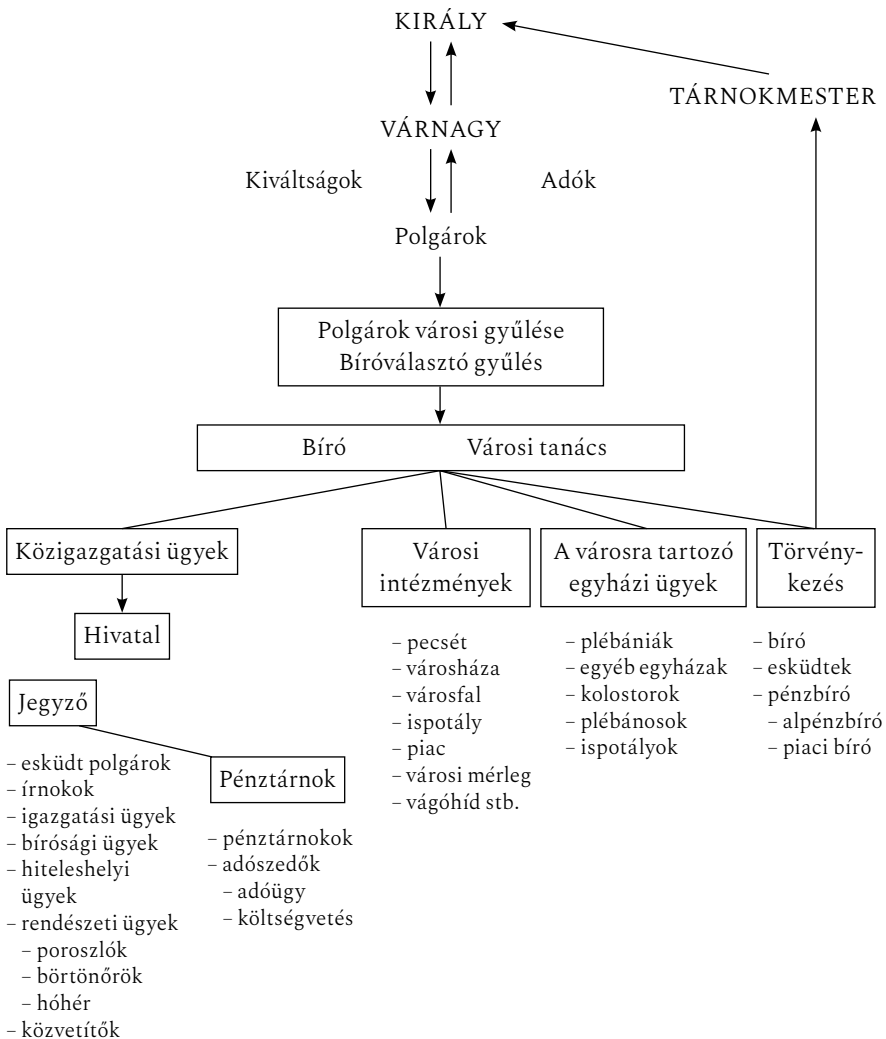 KIRÁLY
TÁRNOKMESTER
VÁRNAGY
Kiváltságok
Adók
Polgárok
Polgárok városi gyűlése
Bíróválasztó gyűlés
Bíró
Városi tanács
Közigazgatási ügyek
Hivatal
Jegyző
– esküdt polgárok
– írnokok
– igazgatási ügyek
– bírósági ügyek
– hiteleshelyi
ügyek
– rendészeti ügyek
– poroszlók
– börtönőrök
– hóhér
– közvetítők
Pénztárnok
– pénztárnokok
– adószedők
– adóügy
– költségvetés
Városi
intézmények
– pecsét
– városháza
– városfal
– ispotály
– piac
– városi mérleg
– vágóhíd stb.
A városra tartozó
egyházi ügyek
– plébániák
– egyéb egyházak
– kolostorok
– plébánosok
– ispotályok
Törvény-
kezés
– bíró
– esküdtek
– pénzbíró
– alpénzbíró
– piaci bíró